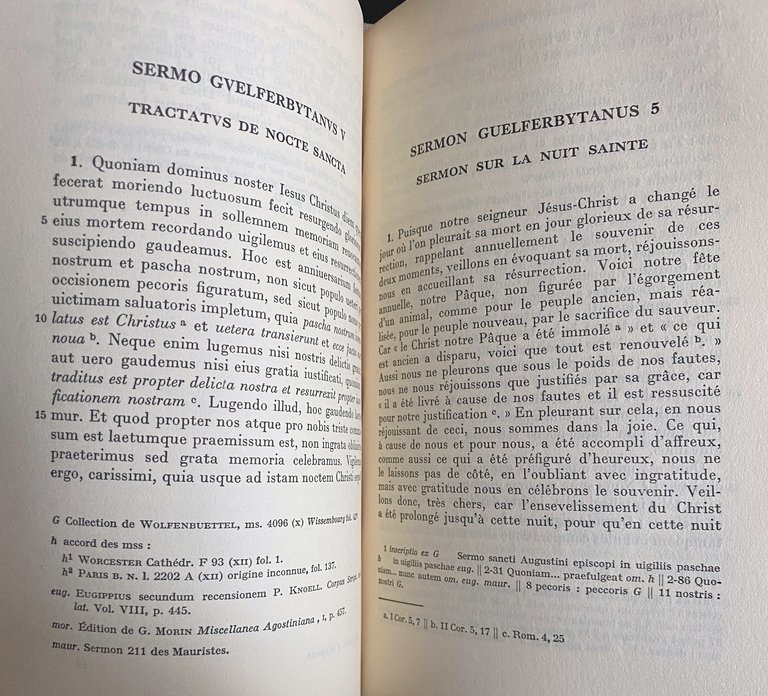 SERMO GVELFERBYTANVS V
TRACTATVS DE NOCTE SANCTA
1. Quoniam dominus noster Iesus Christus diem
fecerat moriendo luctuosum fecit resurgendo
utrumque tempus in sollemnem memoriam
5 eius mortem recordando uigilemus et eius
suscipiendo gaudeamus. Hoc est anniuersarium
nostrum et pascha nostrum, non sicut populo
occisionem pecoris figuratum, sed sicut populo
uictimam saluatoris impletum, quia pascha nostrum
10 latus est Christus a et uetera transierunt et ecce
noua b. Neque enim lugemus nisi nostris delictis
aut uero gaudemus nisi eius gratia iustificati,
traditus est propter delicta nostra et resurrexit propter
ficationem nostram c. Lugendo illud, hoc gaudendo
15 mur. Et quod propter nos atque pro nobis triste
sum est laetumque praemissum est, non ingrata
praeterimus sed grata memoria celebramus.
ergo, carissimi, quia usque ad istam noctem Christi
G Collection de WOLFENBUETTEL, ms. 4096 (x) Wissembourg fol.
h accord des mss :
h1 WORCESTER Cathédr. F 93 (XII) fol. 1.
h2 PARIS B. N. l. 2202 A (XII) origine inconnue, fol. 137.
eug. EUGIPPIUS secundum recensionem P. KNOELL. Corpus Script.
lat. Vol. VIII, p. 445.
mor. Édition de G. MORIN Miscellanea Agostiniana, I, p. 457.
maur. Sermon 211 des Mauristes.
SERMON GUELFERBYTANUS 5
SERMON SUR LA NUIT SAINTE
1. Puisque notre seigneur Jésus-Christ a changé le
jour où l'on pleurait sa mort en jour glorieux de sa résur-
rection, rappelant annuellement le souvenir de ces
deux moments, veillons en évoquant sa mort, réjouissons-
nous en accueillant sa résurrection. Voici notre fête
annuelle, notre Pâque, non figurée par l'égorgement
d'un animal, comme pour le peuple ancien, mais réa-
lisée, pour le peuple nouveau, par le sacrifice du sauveur.
Car « le Christ notre Pâque a été immolé a » et « ce qui
est ancien a disparu, voici que tout est renouvelé b. »
Aussi nous ne pleurons que sous le poids de nos fautes,
nous ne nous réjouissons que justifiés par sa grâce, car
« il a été livré à cause de nos fautes et il est ressuscité
pour notre justification c. » En pleurant sur cela, en nous
réjouissant de ceci, nous sommes dans la joie. Ce qui,
à cause de nous et pour nous, a été accompli d'affreux,
comme aussi ce qui a été préfiguré d'heureux, nous ne
le laissons pas de côté, en l'oubliant avec ingratitude,
mais avec gratitude nous en célébrons le souvenir. Veil-
lons donc, très chers, car l'ensevelissement du Christ
a été prolongé jusqu'à cette nuit, pour qu'en cette nuit
1 inscriptio ex G Sermo sancti Augustini episcopi in uigiliis paschae
h in uigiliis paschae eug. || 2-31 Quoniam... praefulgeat om. h || 2-86 Quo-
niam... nunc autem om. eug. maur. || 8 pecoris : peccoris G || 11 nostris :
nostri G.
a. I Cor. 5, 7 || b. II Cor. 5, 17 || c. Rom. 4, 25